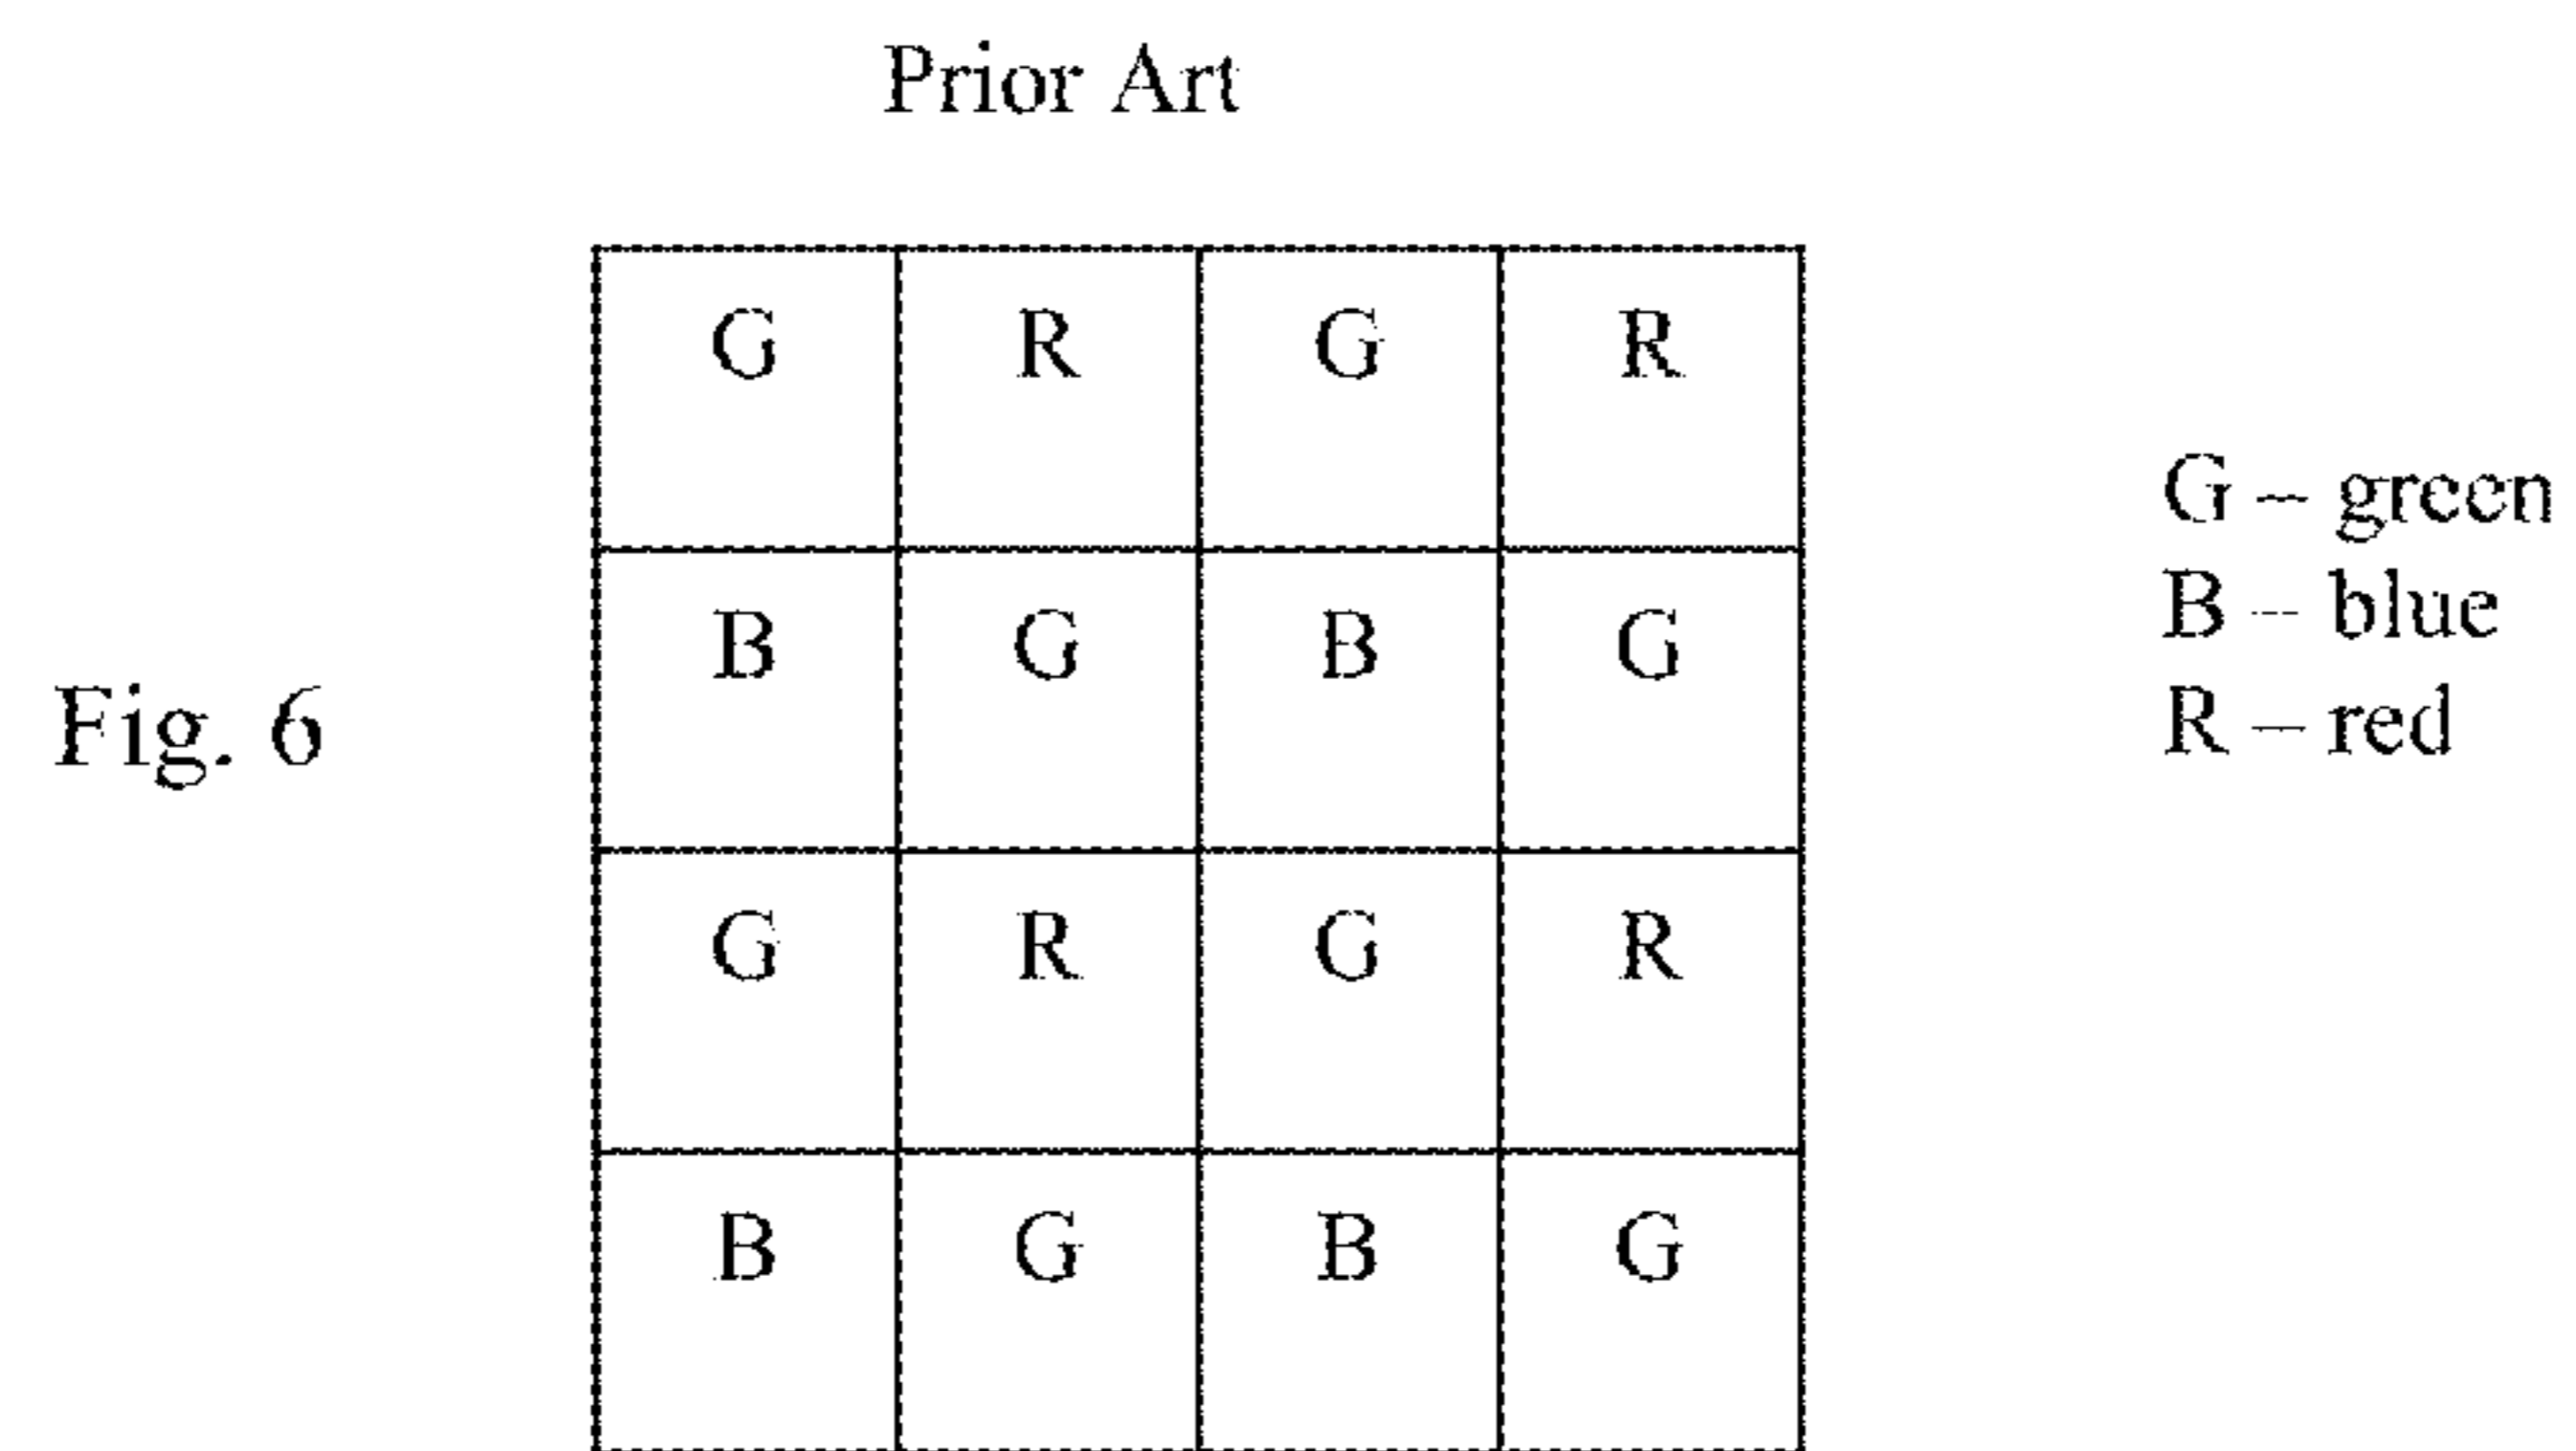 Prior Art
G R G R
B G B G
G R G R
B G B G
Fig. 6
G – green
B – blue
R – red